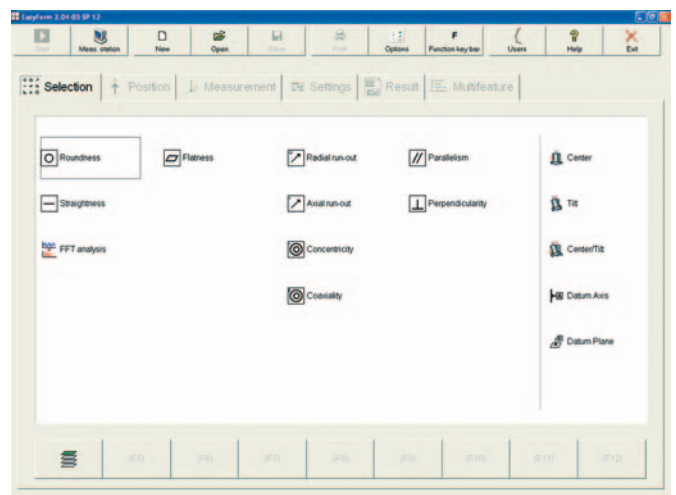 EasyForm 2.04-05 SP 12
Start Meas. station New Open Save Print Options Function key bar Users Help Exit
Selection Position Measurement Settings Result Multifeature
Roundness Flatness Radial run-out Parallelism Center
Straightness Axial run-out Perpendicularity Tilt
FFT analysis Concentricity Center/Tilt
Coaxiality Datum Axis
Datum Plane
(F5) (F6) (F7) (F8) (F9) (F10) (F11) (F12)